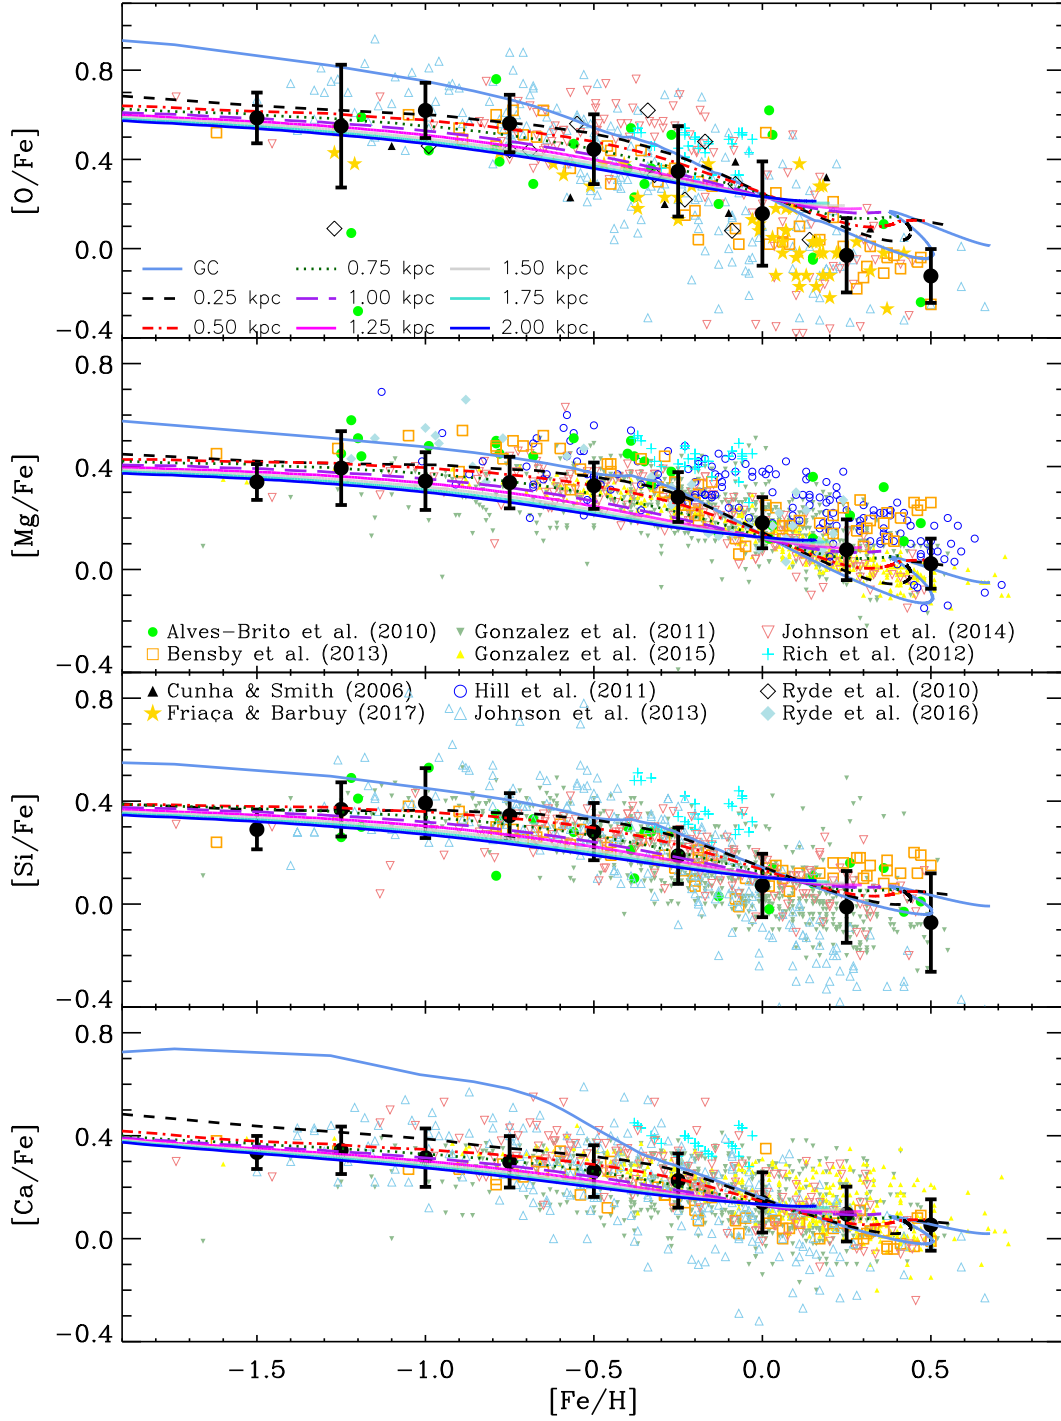 0.8
0.4
0.0
−0.4
[O/Fe]
GC
0.75 kpc
1.50 kpc
0.25 kpc
1.00 kpc
1.75 kpc
0.50 kpc
1.25 kpc
2.00 kpc
0.8
0.4
0.0
−0.4
[Mg/Fe]
Alves−Brito et al. (2010)
Gonzalez et al. (2011)
Johnson et al. (2014)
Bensby et al. (2013)
Gonzalez et al. (2015)
Rich et al. (2012)
Cunha & Smith (2006)
Hill et al. (2011)
Ryde et al. (2010)
Friaça & Barbuy (2017)
Johnson et al. (2013)
Ryde et al. (2016)
0.8
0.4
0.0
−0.4
[Si/Fe]
0.8
0.4
0.0
−0.4
[Ca/Fe]
−1.5 −1.0 −0.5 0.0 0.5
[Fe/H]